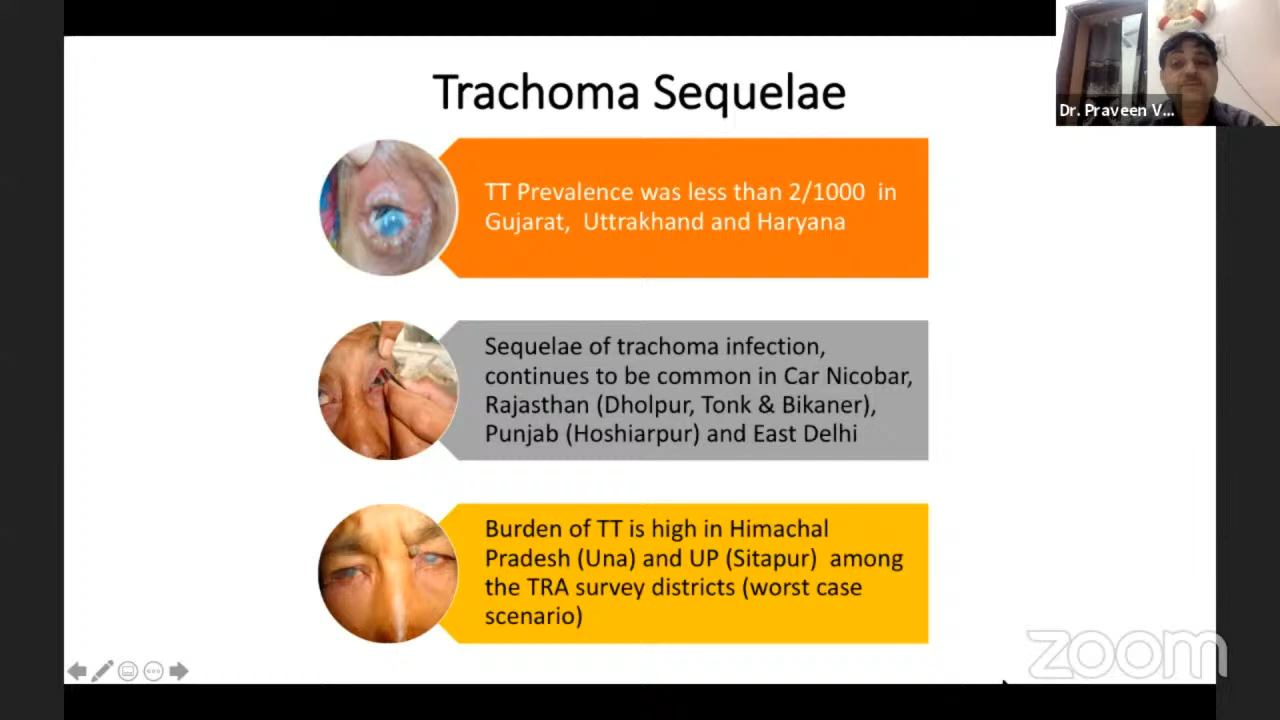 Trachoma Sequelae
Dr. Praveen V...
TT Prevalence was less than 2/1000 in
Gujarat, Uttrakhand and Haryana
Sequelae of trachoma infection,
continues to be common in Car Nicobar,
Rajasthan (Dholpur, Tonk & Bikaner),
Punjab (Hoshiarpur) and East Delhi
Burden of TT is high in Himachal
Pradesh (Una) and UP (Sitapur) among
the TRA survey districts (worst case
scenario)
zoom